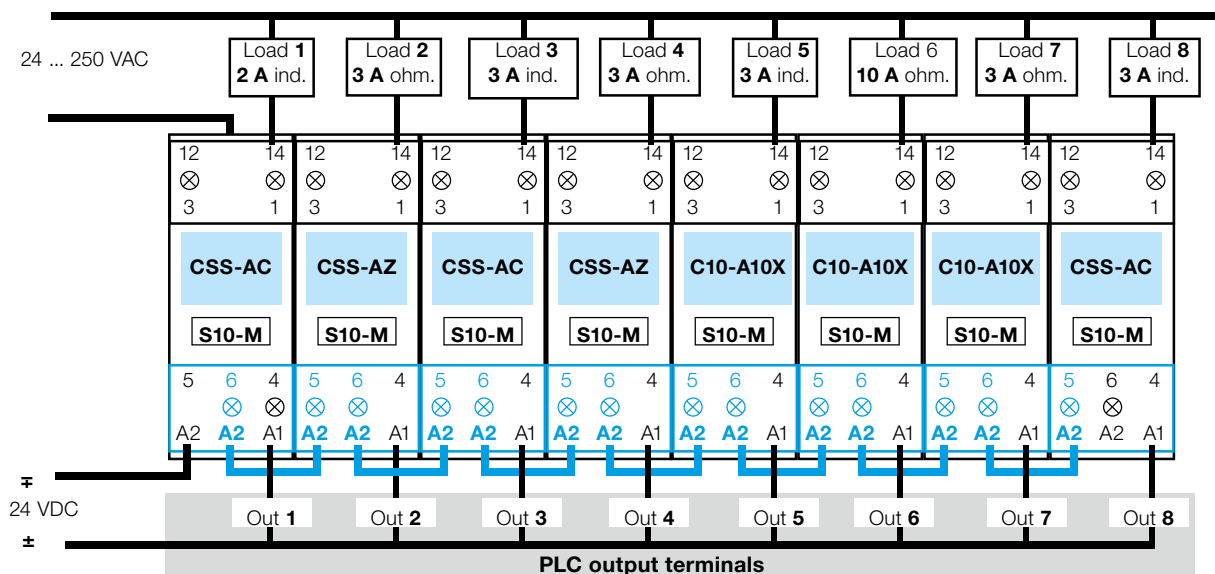 Load 1 Load 2 Load 3 Load 4 Load 5 Load 6 Load 7 Load 8
24 ... 250 VAC
2 A ind. 3 A ohm. 3 A ind. 3 A ohm. 3 A ind. 10 A ohm. 3 A ohm. 3 A ind.
12 14 12 14 12 14 12 14 12 14 12 14 12 14 12 14
3 1 3 1 3 1 3 1 3 1 3 1 3 1 3 1
CSS-AC CSS-AZ CSS-AC CSS-AZ C10-A10X C10-A10X C10-A10X CSS-AC
S10-M S10-M S10-M S10-M S10-M S10-M S10-M S10-M
5 6 4 5 6 4 5 6 4 5 6 4 5 6 4 5 6 4 5 6 4 5 6 4
A2 A2 A1 A2 A2 A1 A2 A2 A1 A2 A2 A1 A2 A2 A1 A2 A2 A1 A2 A2 A1 A2 A2 A1
∓
24 VDC
±
Out 1 Out 2 Out 3 Out 4 Out 5 Out 6 Out 7 Out 8
PLC output terminals